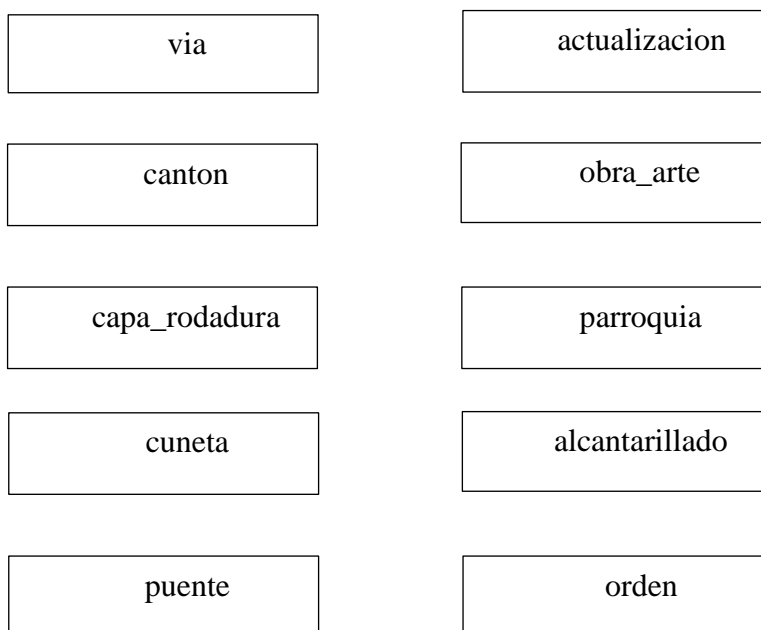 via
actualizacion
canton
obra_arte
capa_rodadura
parroquia
cuneta
alcantarillado
puente
orden